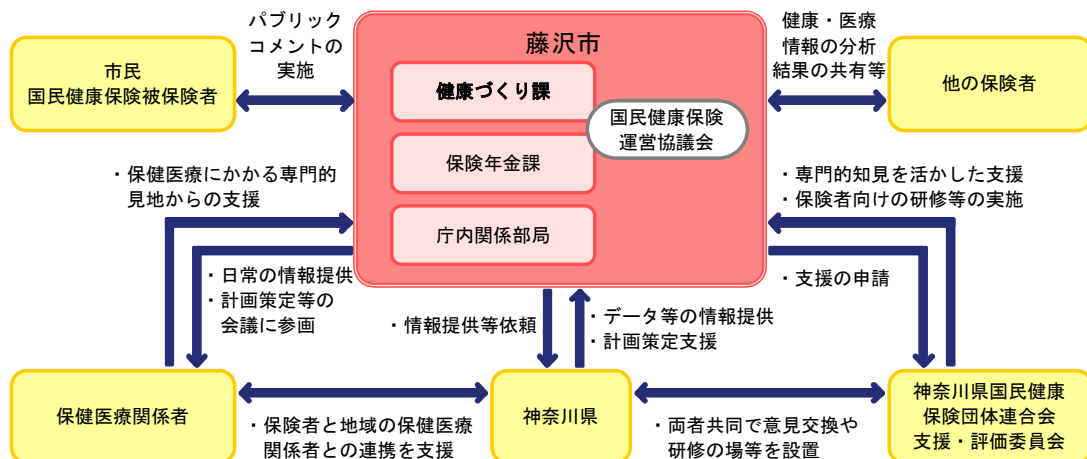 パブリック
コメントの
実施
藤沢市
健康・医療
情報の分析
結果の共有等
市民
国民健康保険被保険者
健康づくり課
国民健康保険
運営協議会
他の保険者
保険年金課
庁内関係部局
・保健医療にかかる専門的
見地からの支援
・専門的知見を活かした支援
・保険者向けの研修等の実施
・日常の情報提供
・計画策定等の
会議に参画
・情報提供等依頼
・データ等の情報提供
・計画策定支援
・支援の申請
保健医療関係者
神奈川県
神奈川県国民健康
保険団体連合会
支援・評価委員会
・保険者と地域の保健医療
関係者との連携を支援
・両者共同で意見交換や
研修の場等を設置